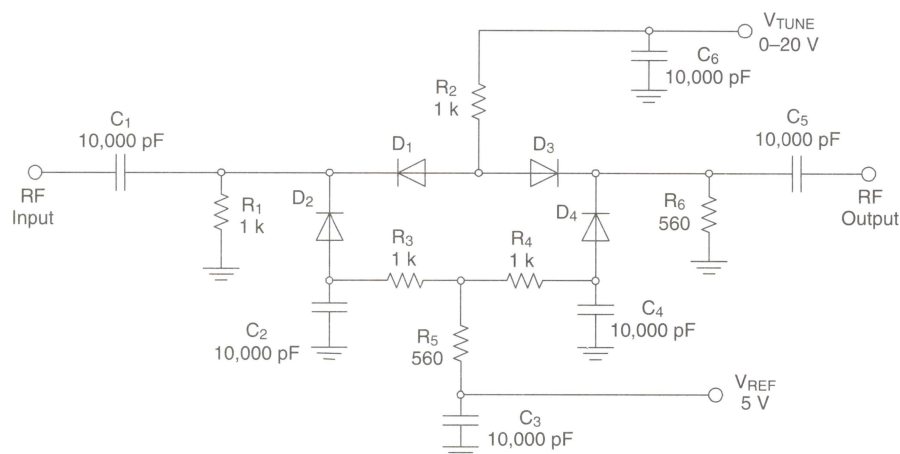 V_TUNE
0–20 V
C6
10,000 pF
R2
1 k
C1
10,000 pF
C5
10,000 pF
D1
D3
RF
Input
R1
1 k
D2
D4
R6
560
RF
Output
R3
1 k
R4
1 k
C2
10,000 pF
R5
560
C4
10,000 pF
VREF
5 V
C3
10,000 pF